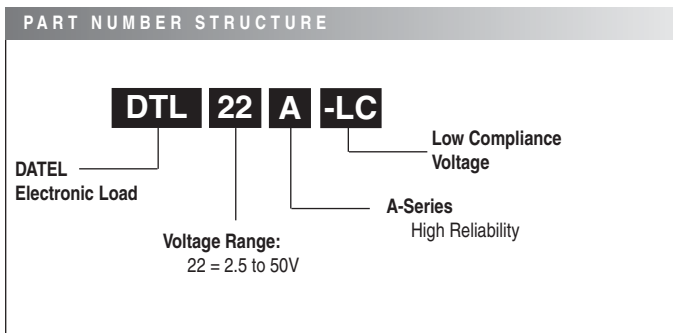 PART NUMBER STRUCTURE
DTL 22 A -LC
Low Compliance
Voltage
DATEL
Electronic Load
A-Series
High Reliability
Voltage Range:
22 = 2.5 to 50V